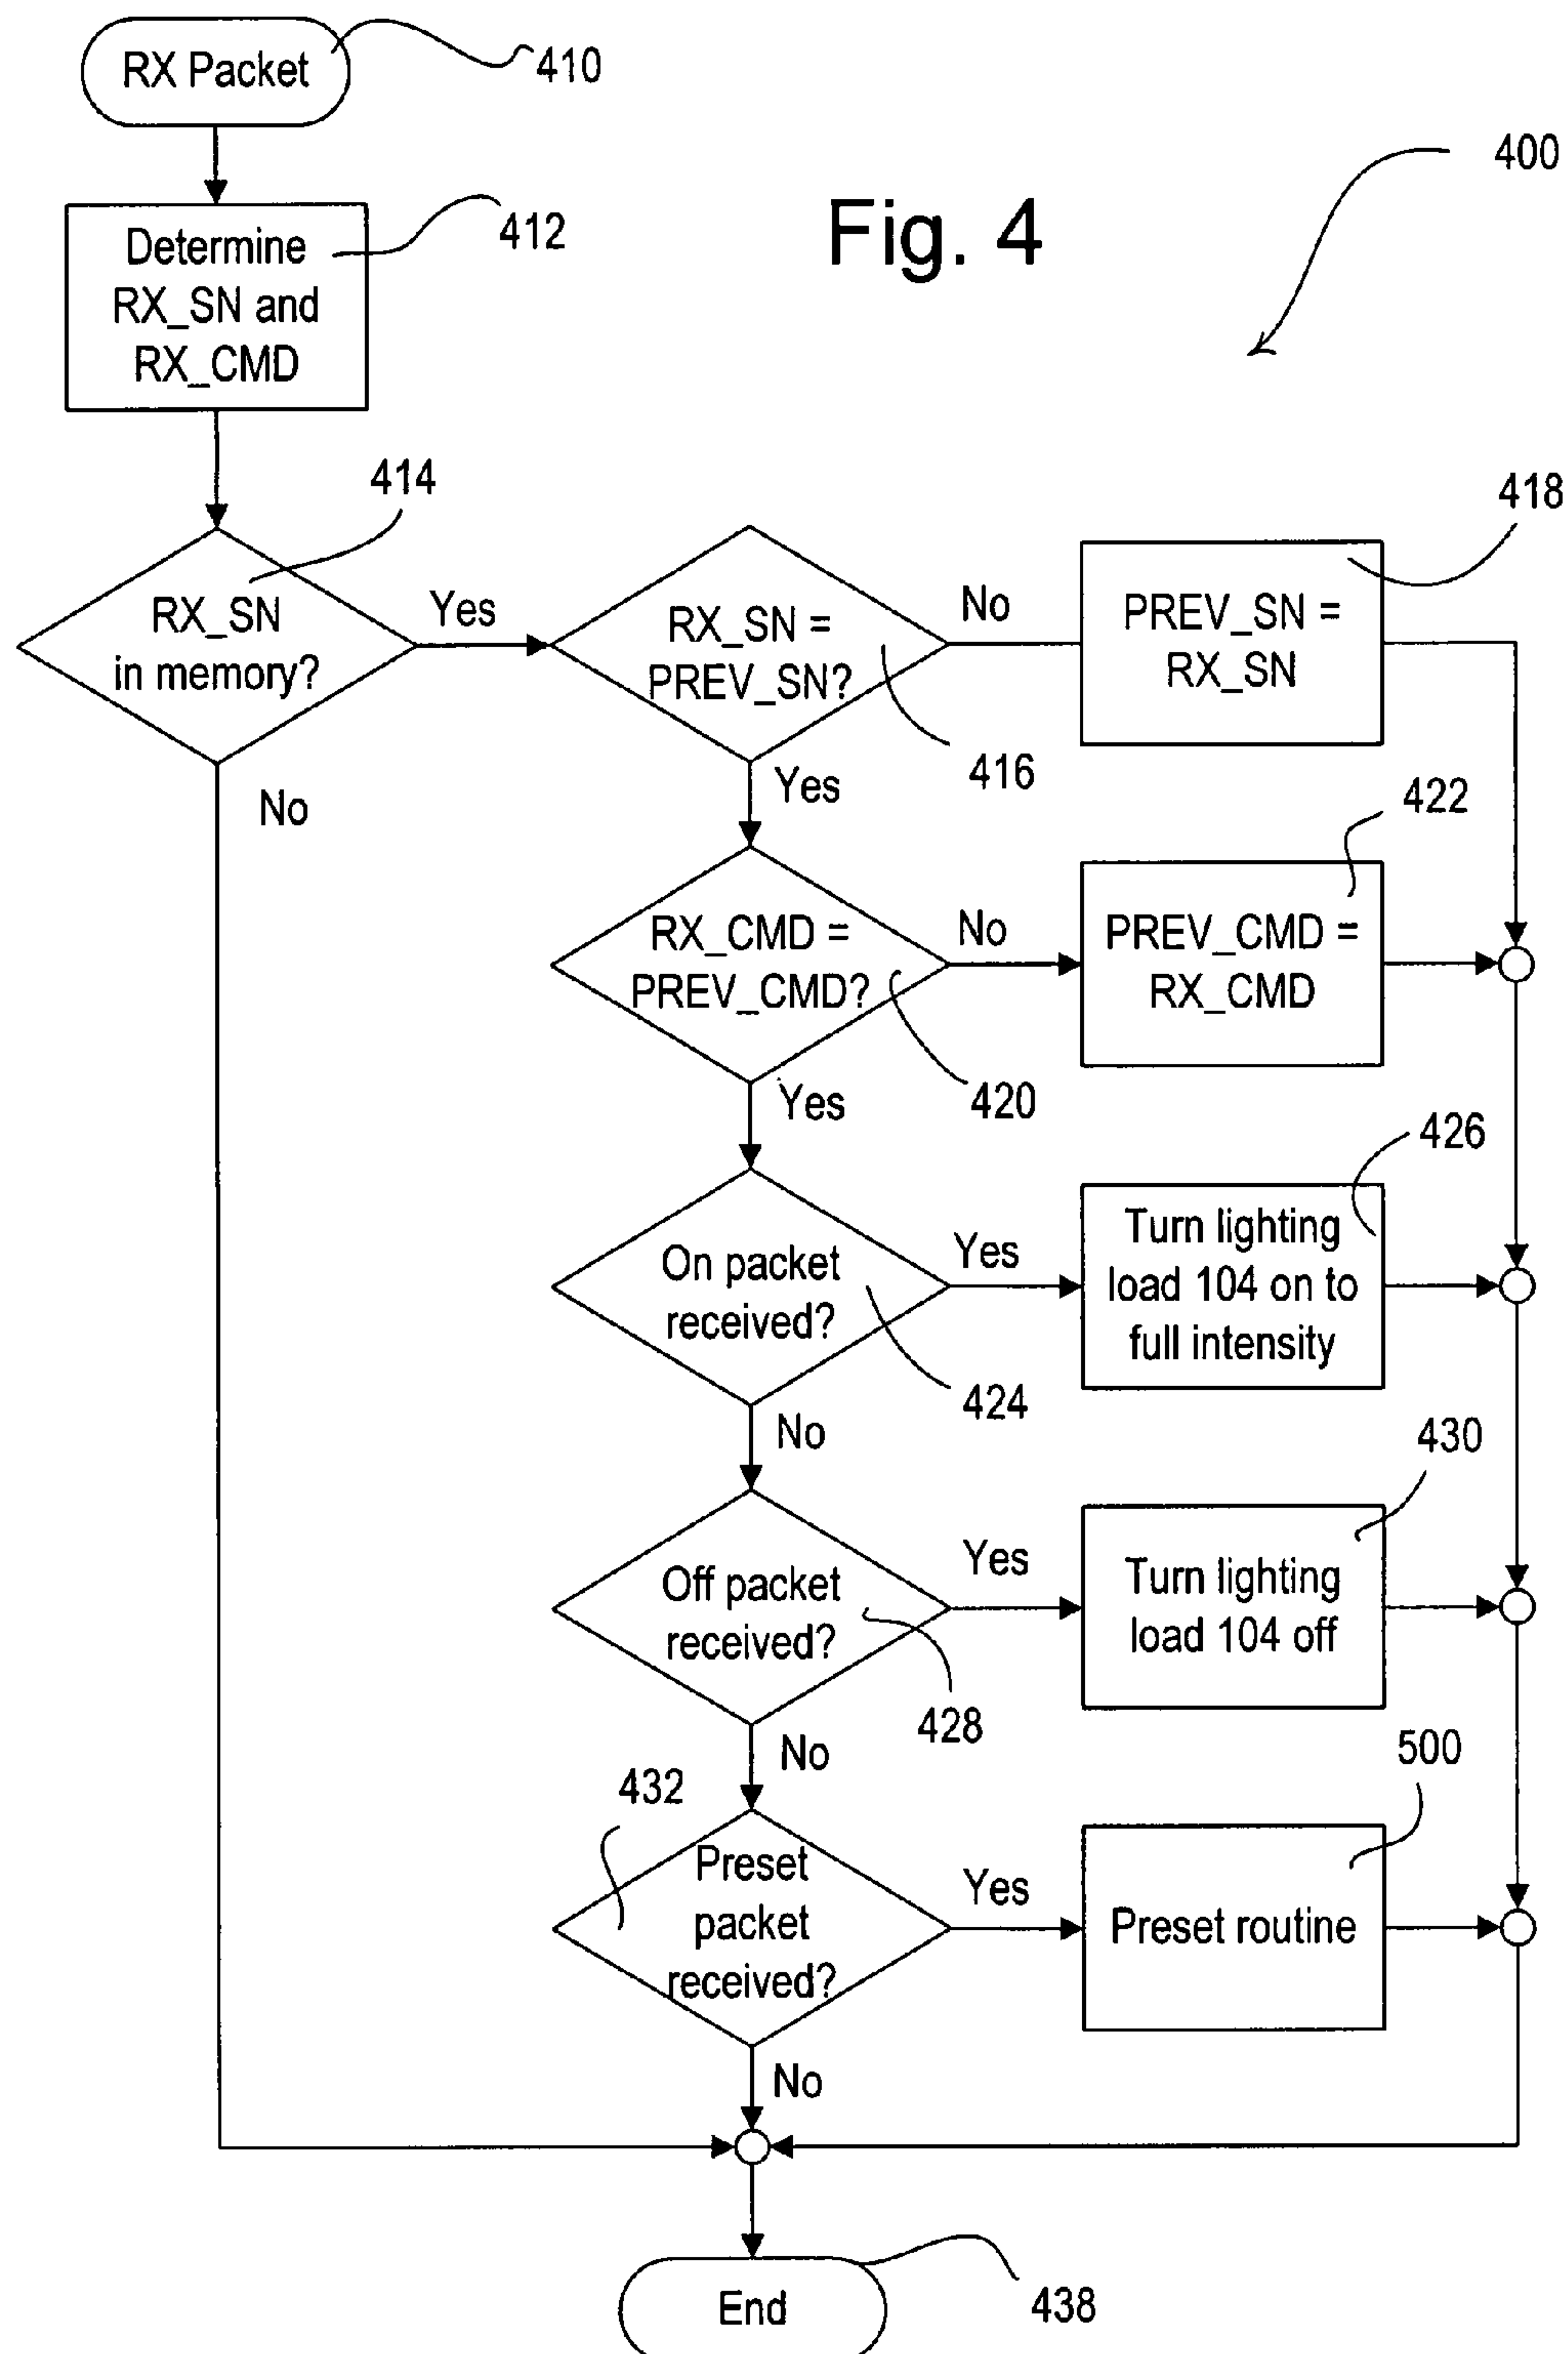 RX Packet
410
400
Fig. 4
Determine
RX_SN and
RX_CMD
412
414
RX_SN
in memory?
Yes
No
RX_SN =
PREV_SN?
416
No
Yes
PREV_SN =
RX_SN
418
RX_CMD =
PREV_CMD?
420
No
Yes
PREV_CMD =
RX_CMD
422
On packet
received?
424
Yes
No
Turn lighting
load 104 on to
full intensity
426
Off packet
received?
428
Yes
No
Turn lighting
load 104 off
430
432
Preset
packet
received?
Yes
No
Preset routine
500
End
438